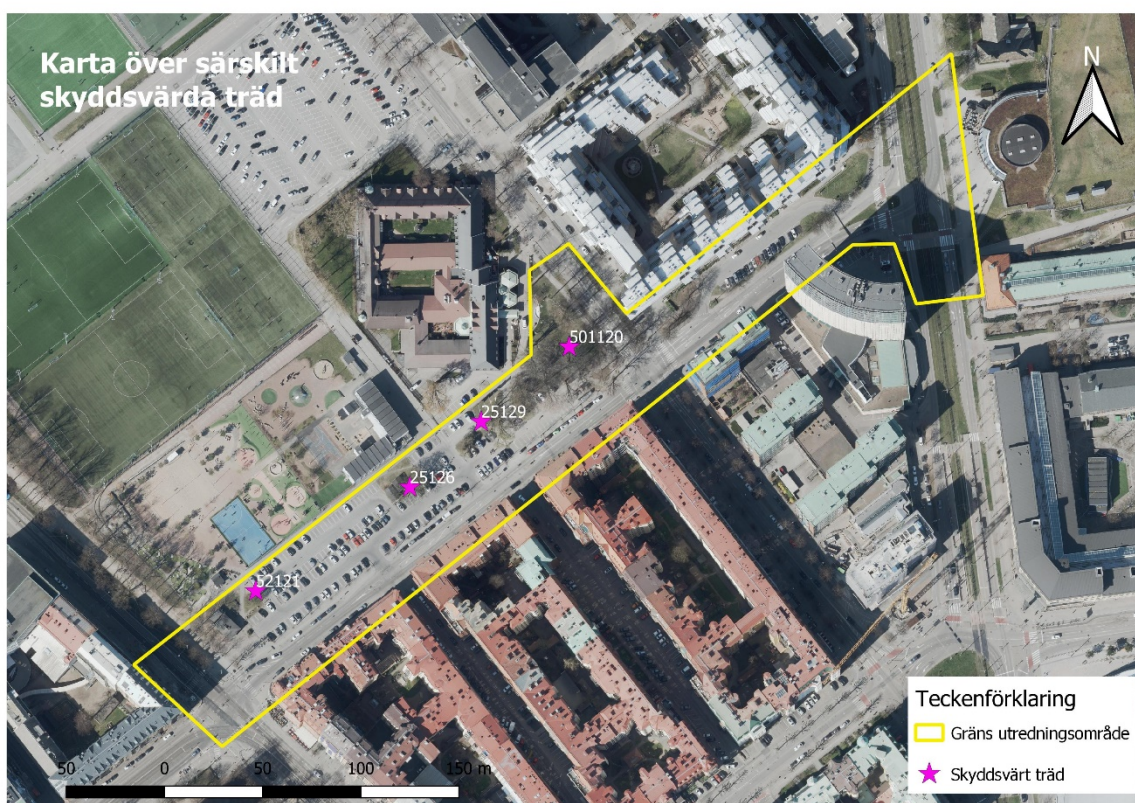 Karta över särskilt
skyddsvärda träd
N
501120
25129
25126
52121
50 0 50 100 150 m
Teckenförklaring
Gräns utredningsområde
Skyddsvärt träd